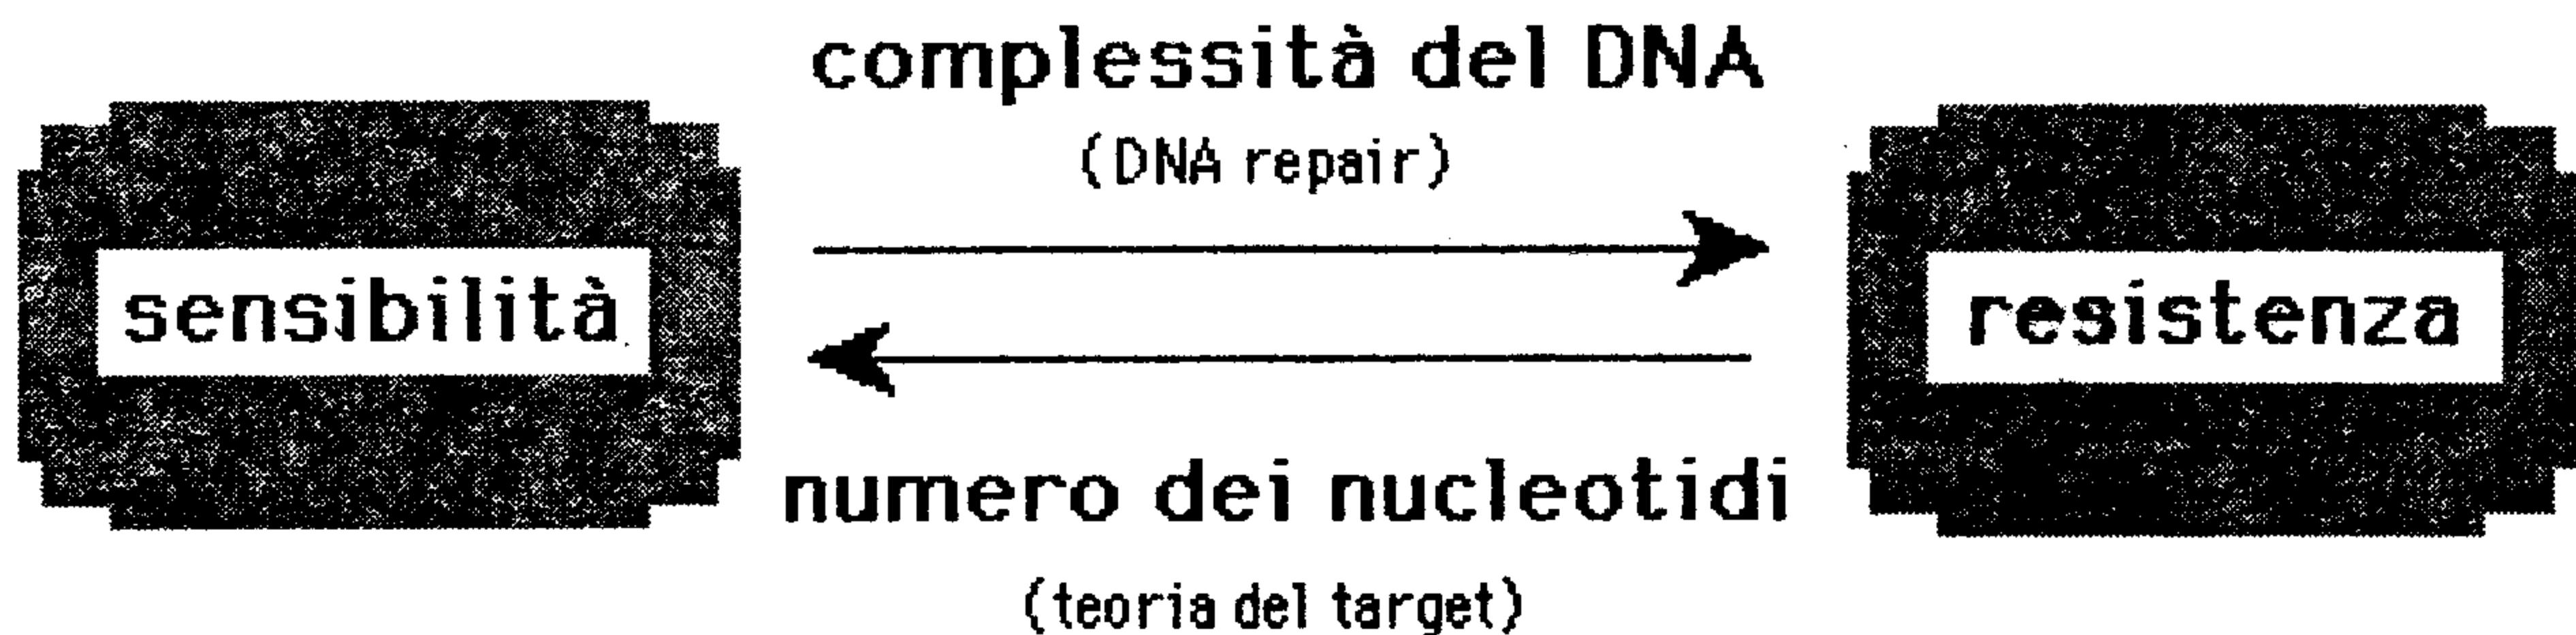 complessità del DNA
(DNA repair)
sensibilità
resistenza
numero dei nucleotidi
(teoria del target)